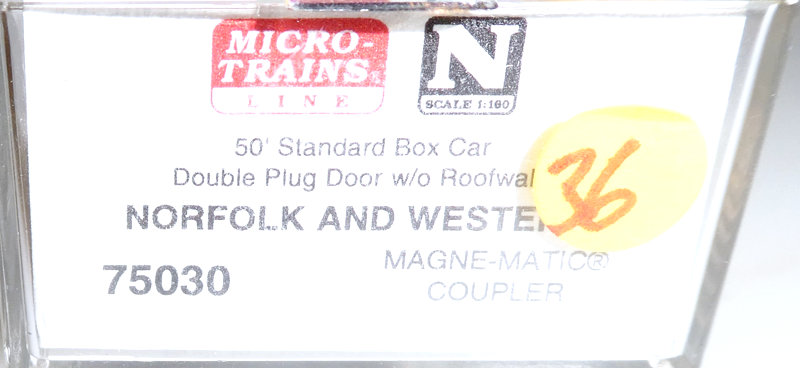 MICRO-
TRAINS®
LINE
N
SCALE 1:160
50' Standard Box Car
Double Plug Door w/o Roofwal
NORFOLK AND WESTE
36
75030
MAGNE-MATIC®
COUPLER